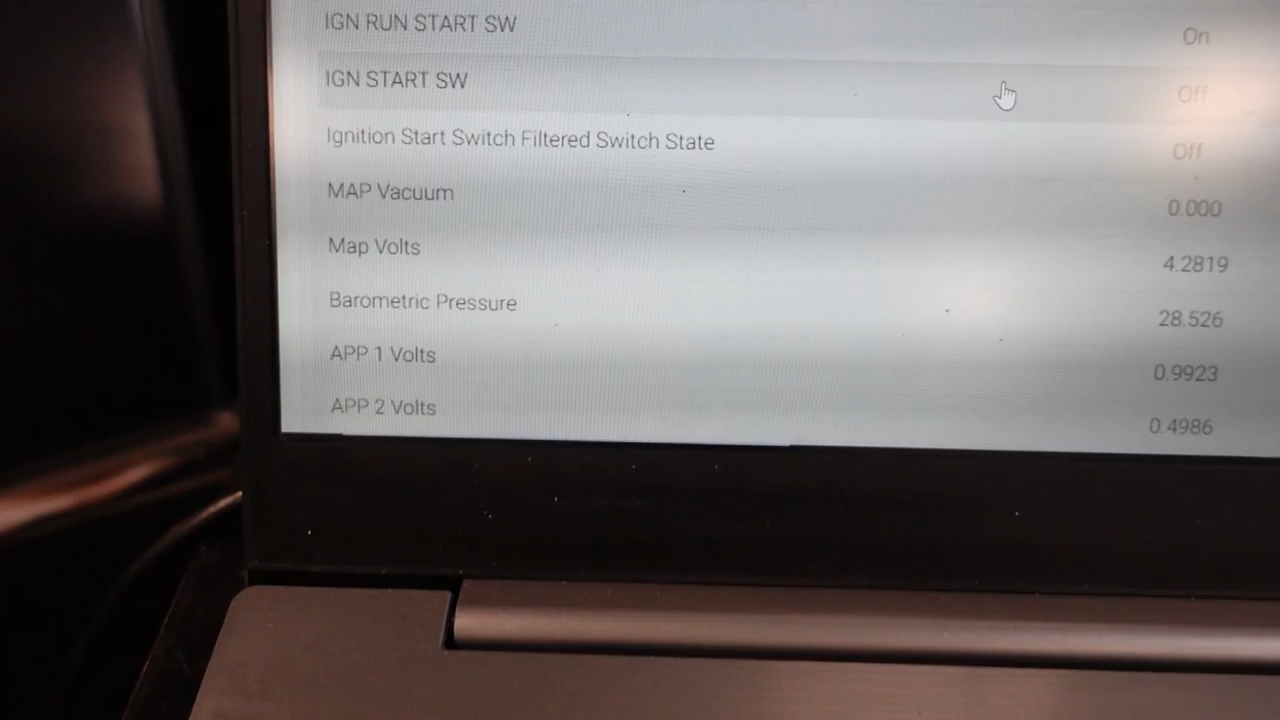 IGN RUN START SW On
IGN START SW Off
Ignition Start Switch Filtered Switch State Off
MAP Vacuum 0.000
Map Volts 4.2819
Barometric Pressure 28.526
APP 1 Volts 0.9923
APP 2 Volts 0.4986